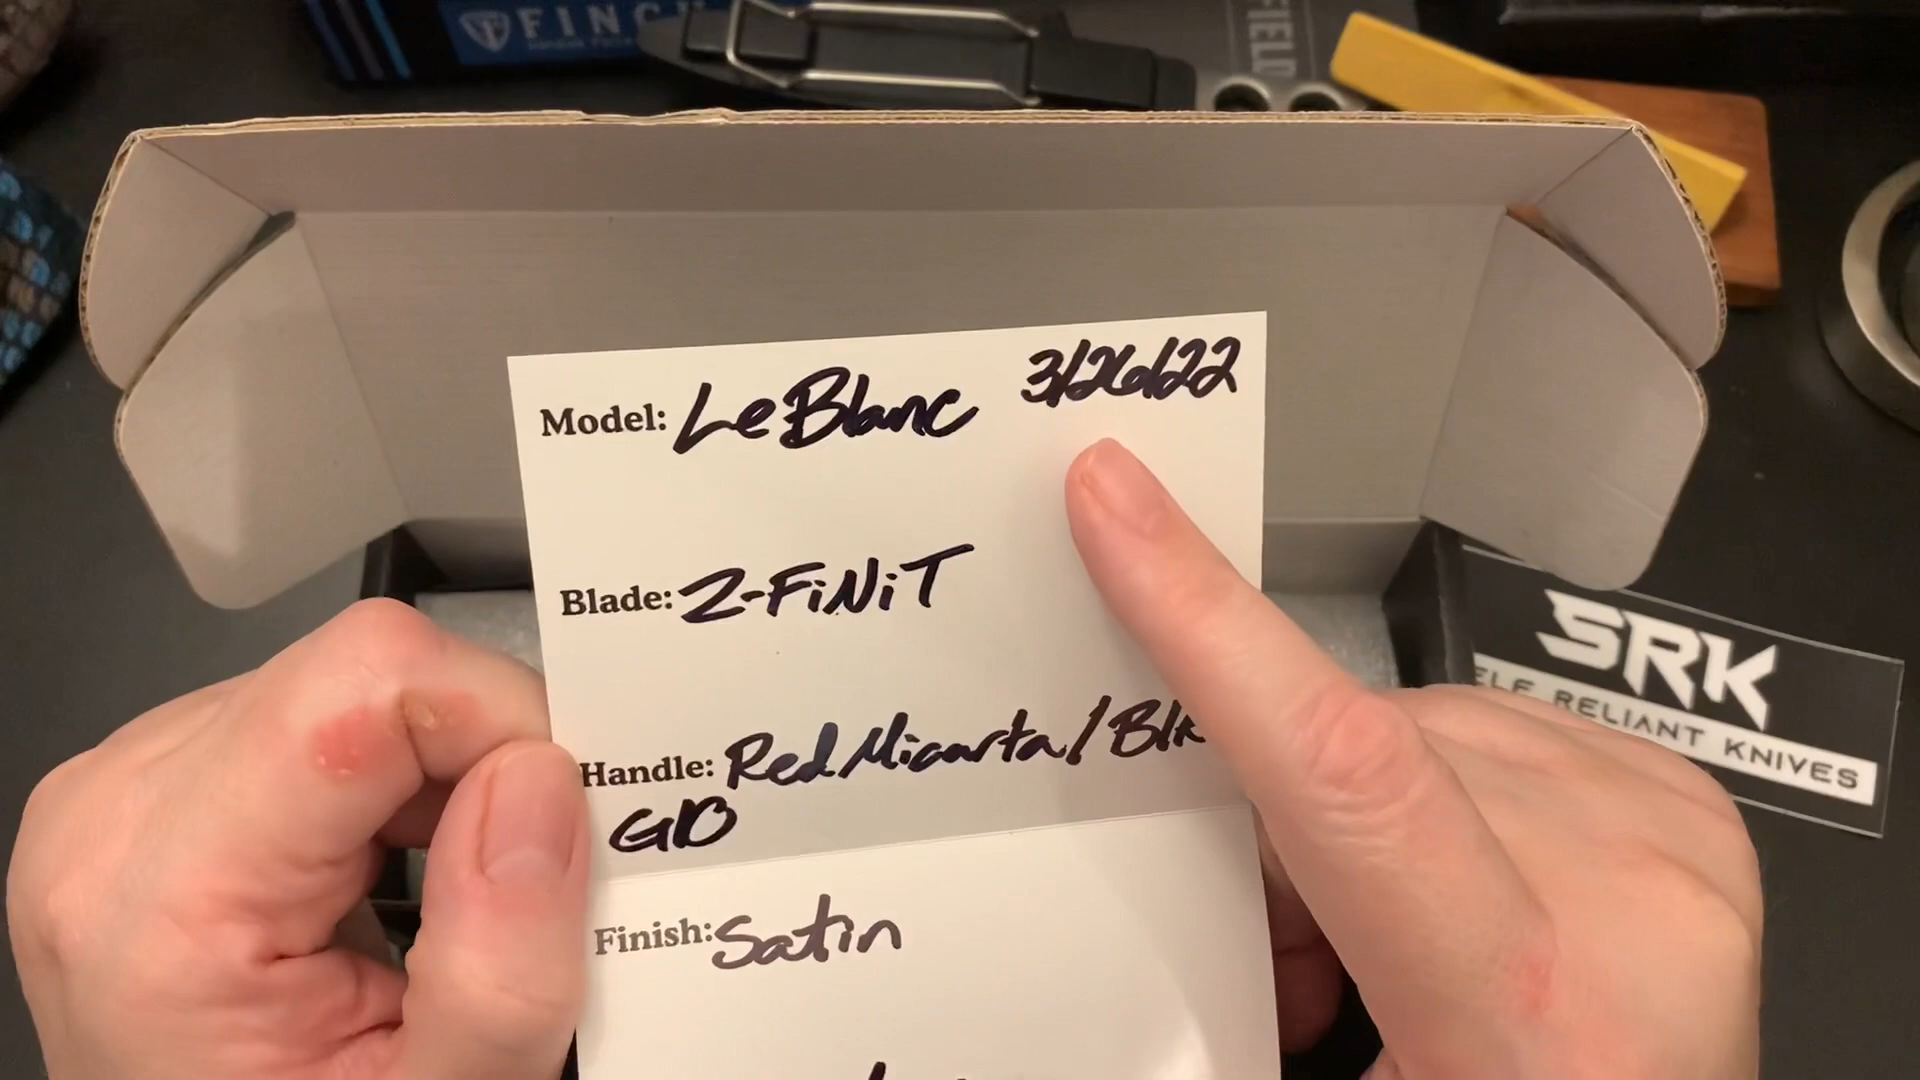 FINCH
FIELD
Model: LeBlanc 3/26/22
Blade: Z-FiNiT
Handle: Red Micarta/Blk
G10
Finish: Satin
SRK
ELF RELIANT KNIVES